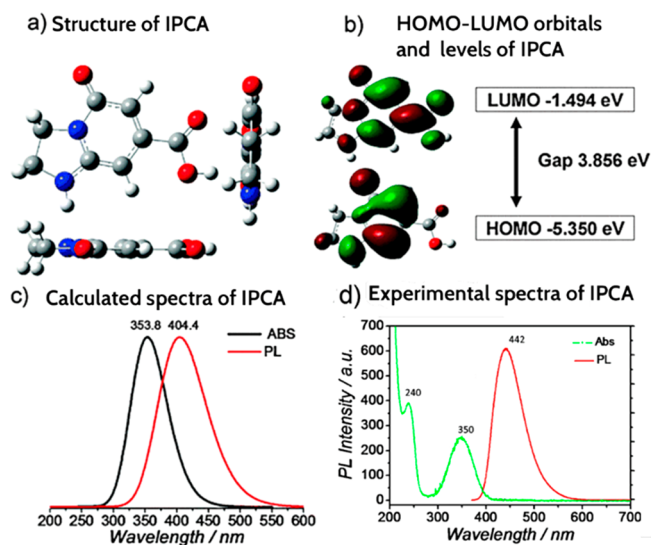 a) Structure of IPCA
b) HOMO-LUMO orbitals
and levels of IPCA
LUMO -1.494 eV
Gap 3.856 eV
HOMO -5.350 eV
c) Calculated spectra of IPCA
353.8 404.4
ABS
PL
200 250 300 350 400 450 500 550 600
Wavelength / nm
d) Experimental spectra of IPCA
PL Intensity / a.u.
700
600
500
400
300
200
100
0
240
350
442
Abs
PL
200 300 400 500 600 700
Wavelength / nm